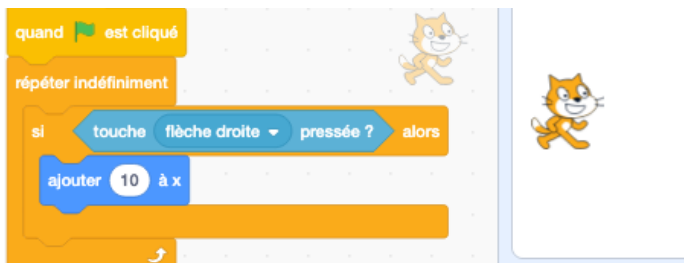 quand est cliqué
répéter indéfiniment
si touche flèche droite pressée ? alors
ajouter 10 à x